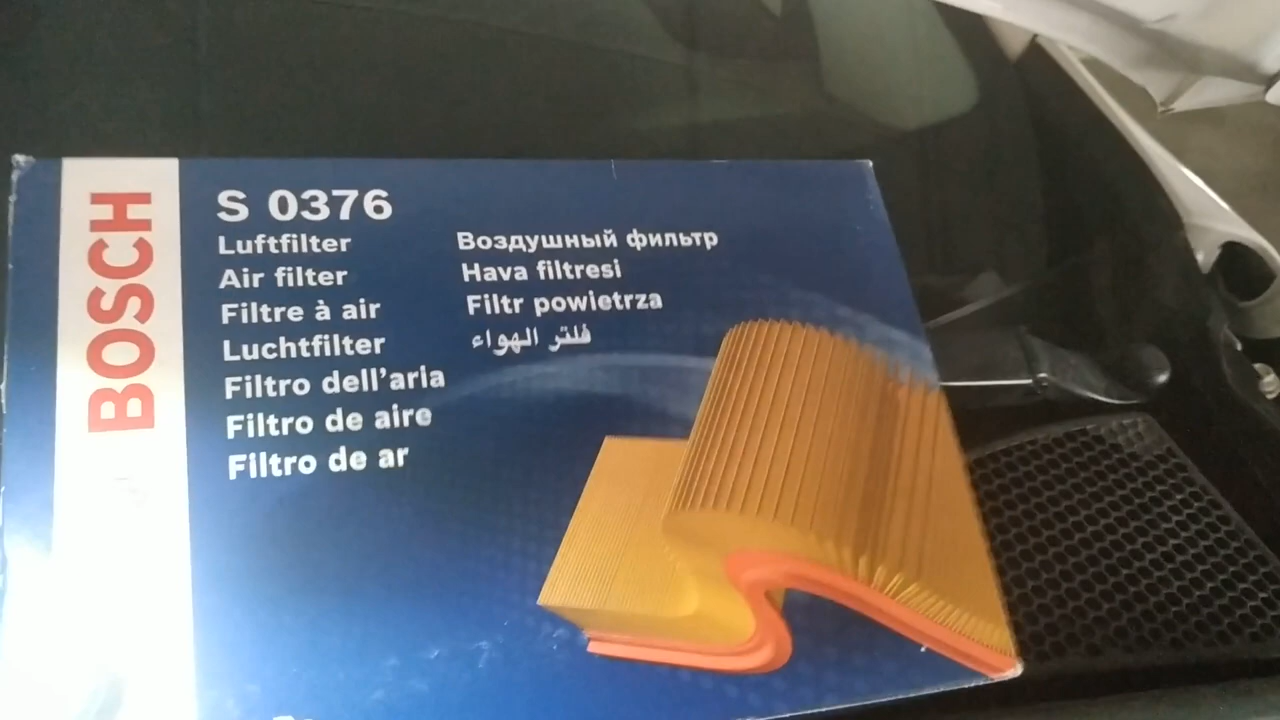 BOSCH
S 0376
Luftfilter
Air filter
Filtre à air
Luchtfilter
Filtro dell'aria
Filtro de aire
Filtro de ar
Воздушный фильтр
Hava filtresi
Filtr powietrza
فلتر الهواء